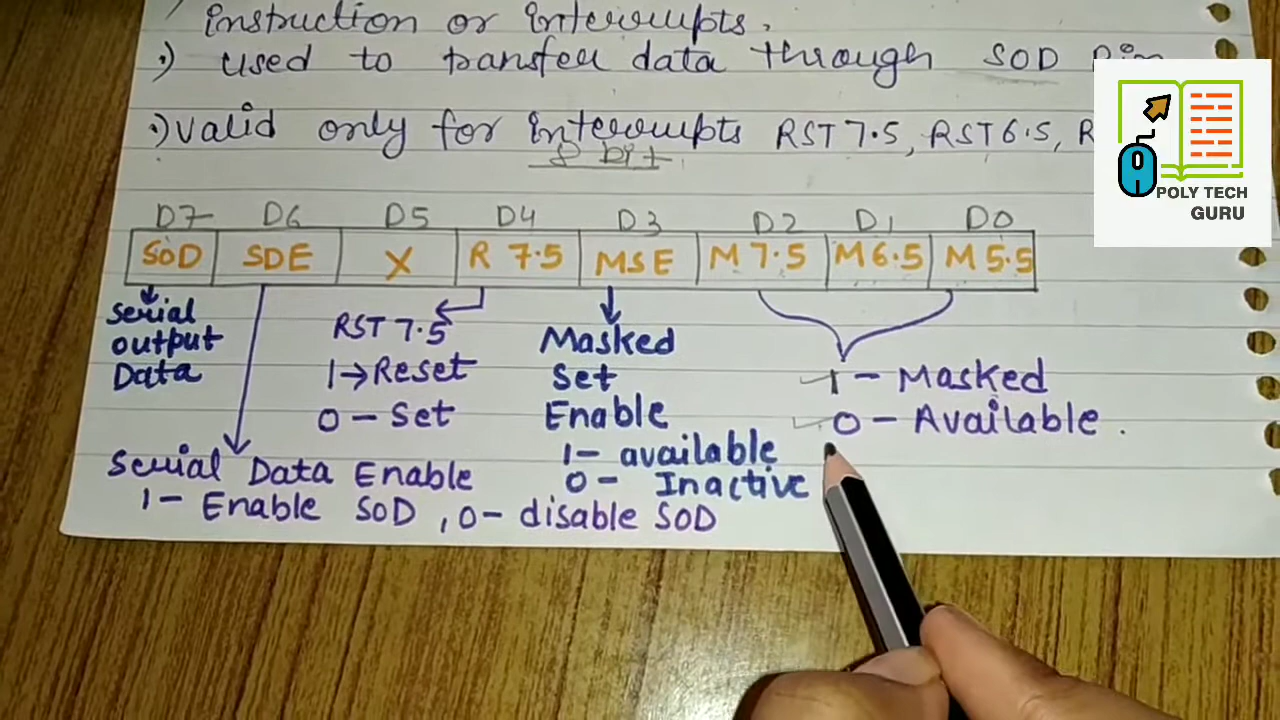 instruction or interrupts.
·) used to transfer data through SOD Pin
·) valid only for interrupts RST 7.5, RST 6.5, R
8 bit
D7 D6 D5 D4 D3 D2 D1 D0
SOD SDE X R 7.5 MSE M 7.5 M 6.5 M 5.5
Serial
output
Data
RST 7.5
1→Reset
0 - Set
Masked
Set
Enable
1- available
0- Inactive
1 - Masked
0 - Available.
Serial Data Enable
1- Enable SOD, 0- disable SOD
POLY TECH
GURU